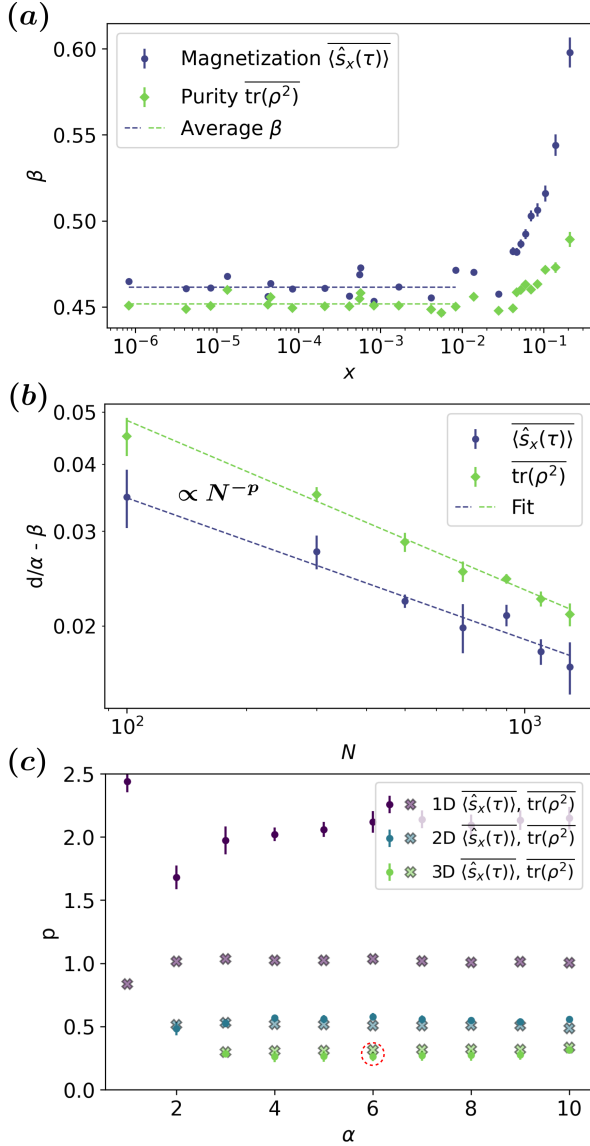 (a)
0.60
0.55
0.50
0.45
β
Magnetization ⟨ŝₓ(τ)⟩
Purity tr(ρ²)
Average β
10⁻⁶ 10⁻⁵ 10⁻⁴ 10⁻³ 10⁻² 10⁻¹
x
(b)
0.05
0.04
0.03
0.02
d/α - β
⟨ŝₓ(τ)⟩
tr(ρ²)
Fit
∝ N⁻ᵖ
10² 10³
N
(c)
2.5
2.0
1.5
1.0
0.5
0.0
p
1D ⟨ŝₓ(τ)⟩, tr(ρ²)
2D ⟨ŝₓ(τ)⟩, tr(ρ²)
3D ⟨ŝₓ(τ)⟩, tr(ρ²)
2 4 6 8 10
α